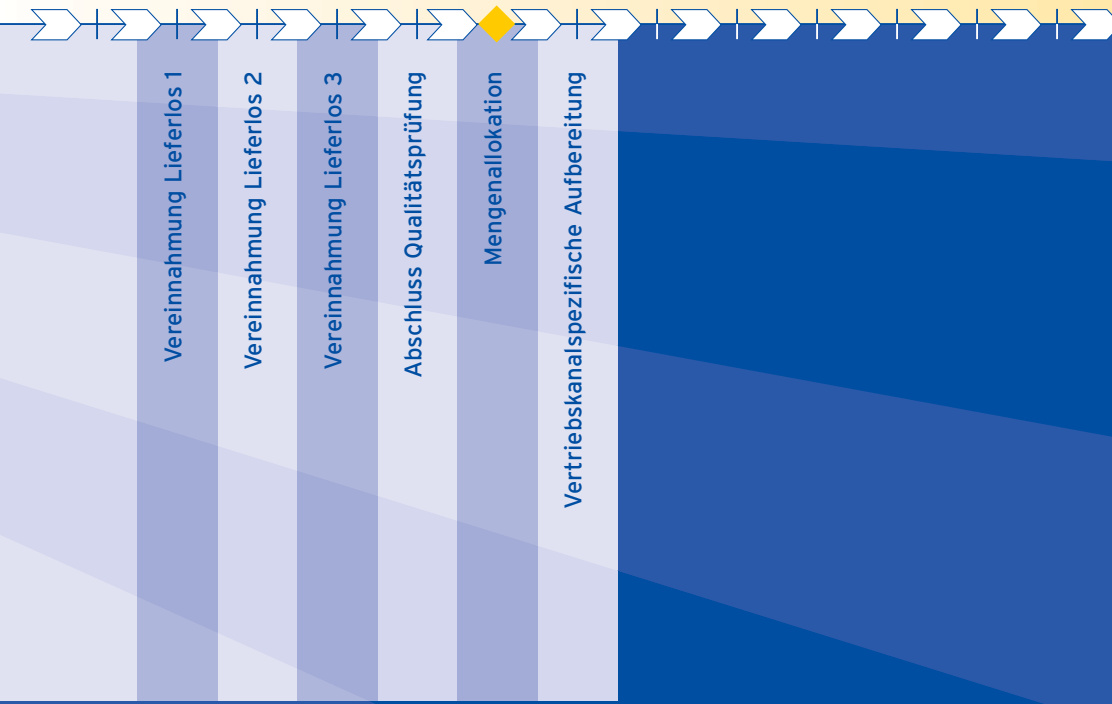 Vereinnahmung Lieferlos 1
Vereinnahmung Lieferlos 2
Vereinnahmung Lieferlos 3
Abschluss Qualitätsprüfung
Mengenallokation
Vertriebskanalspezifische Aufbereitung